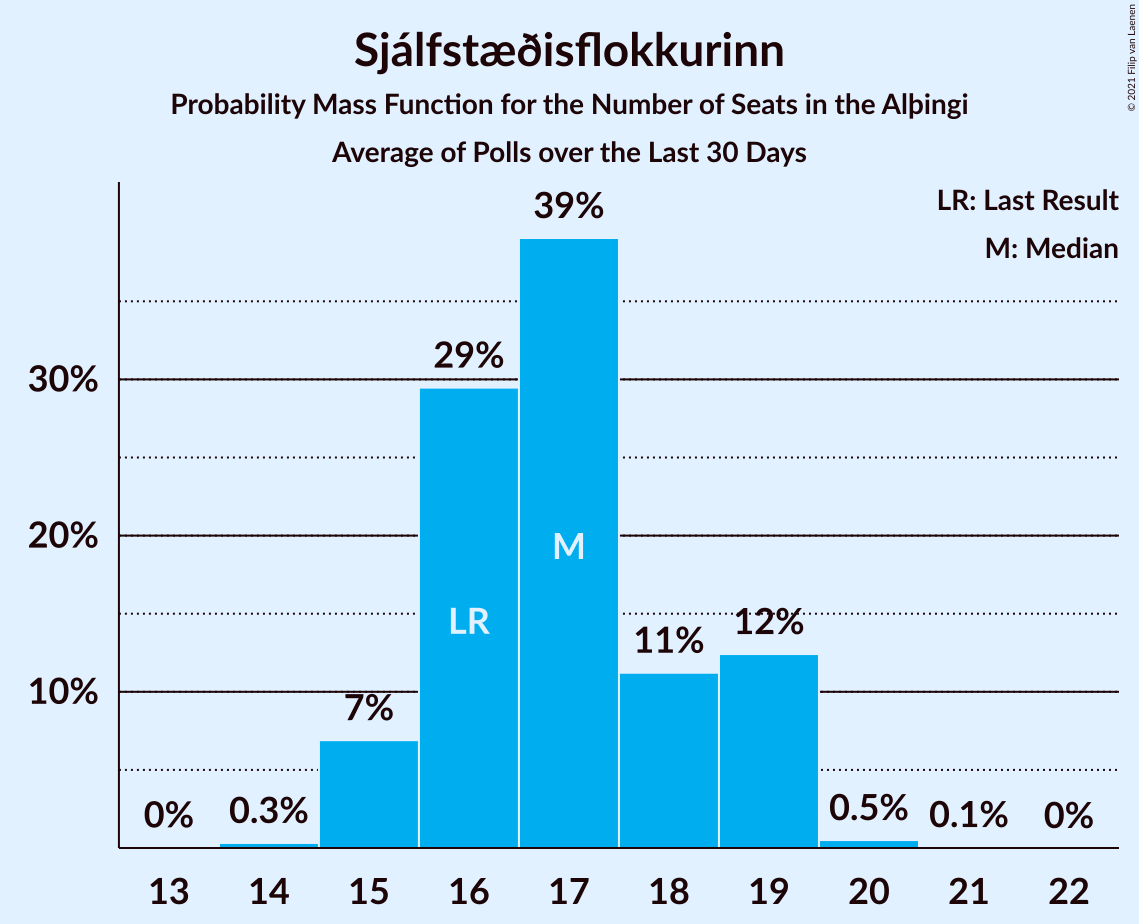 Sjálfstæðisflokkurinn
Probability Mass Function for the Number of Seats in the Alþingi
Average of Polls over the Last 30 Days
© 2021 Filip van Laenen
LR: Last Result
M: Median
30%
20%
10%
0%
0.3%
7%
29%
39%
11%
12%
0.5%
0.1%
0%
LR
M
13 14 15 16 17 18 19 20 21 22